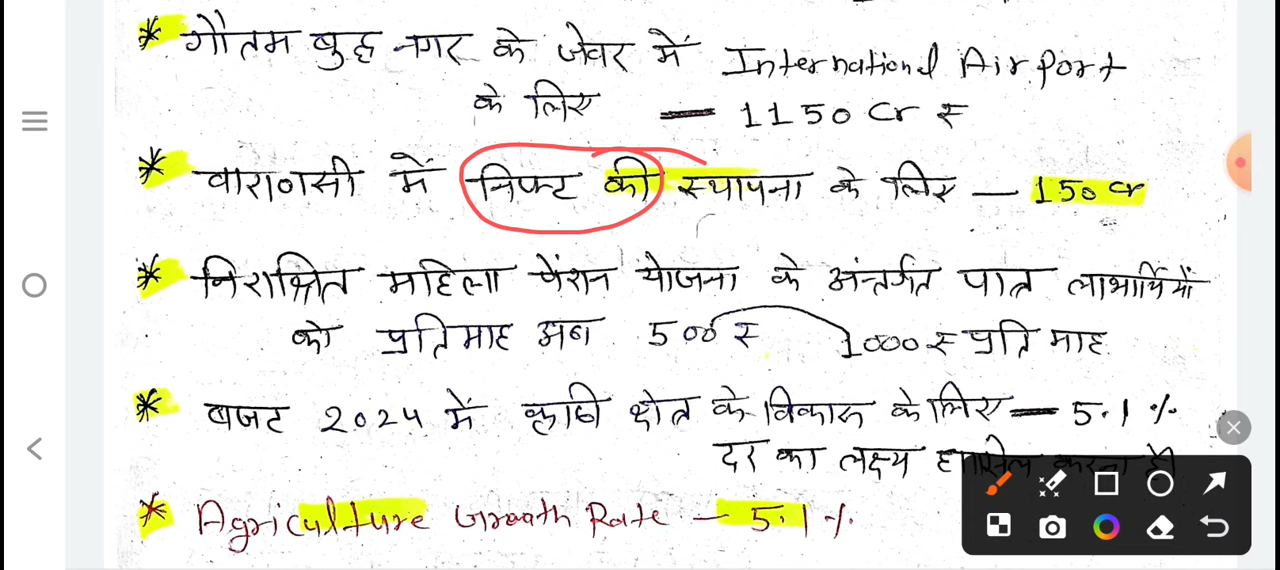 * गौतम बुद्ध नगर के जेवर में International Airport
के लिए — 1150 Cr ₹
* वाराणसी में निफ्ट की स्थापना के लिए — 150 Cr
* निराश्रित महिला पेंशन योजना के अंतर्गत पात्र लाभार्थियों
को प्रतिमाह अब 500 ₹ 1000 ₹ प्रति माह
* बजट 2024 में कृषि क्षेत्र के विकास के लिए — 5.1 %
दर का लक्ष्य हासिल करना है।
* Agriculture Growth Rate — 5.1 %